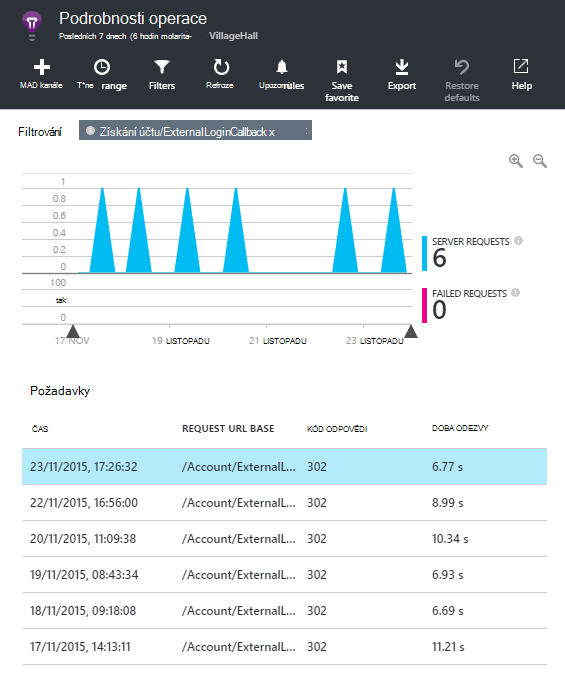 Podrobnosti operace
Posledních 7 dnech (6 hodin molarita- VillageHall
MAD kanále T"ne range Filters Refroze Upozornrules Save favorite Export Restore defaults Help
Filtrování Získání účtu/ExternalLoginCallback x
1
0.8
0.6
0.4
0.2
0
SERVER REQUESTS
6
100
tak
0
FAILED REQUESTS
0
17 NOV 19 LISTOPADU 21 LISTOPADU 23 LISTOPADU
Požadavky
ČAS REQUEST URL BASE KÓD ODPOVĚDI DOBA ODEZVY
23/11/2015, 17:26:32 /Account/ExternalL... 302 6.77 s
22/11/2015, 16:56:00 /Account/ExternalL... 302 8.99 s
20/11/2015, 11:09:38 /Account/ExternalL... 302 10.34 s
19/11/2015, 08:43:34 /Account/ExternalL... 302 6.93 s
18/11/2015, 09:18:08 /Account/ExternalL... 302 6.69 s
17/11/2015, 14:13:11 /Account/ExternalL... 302 11.21 s